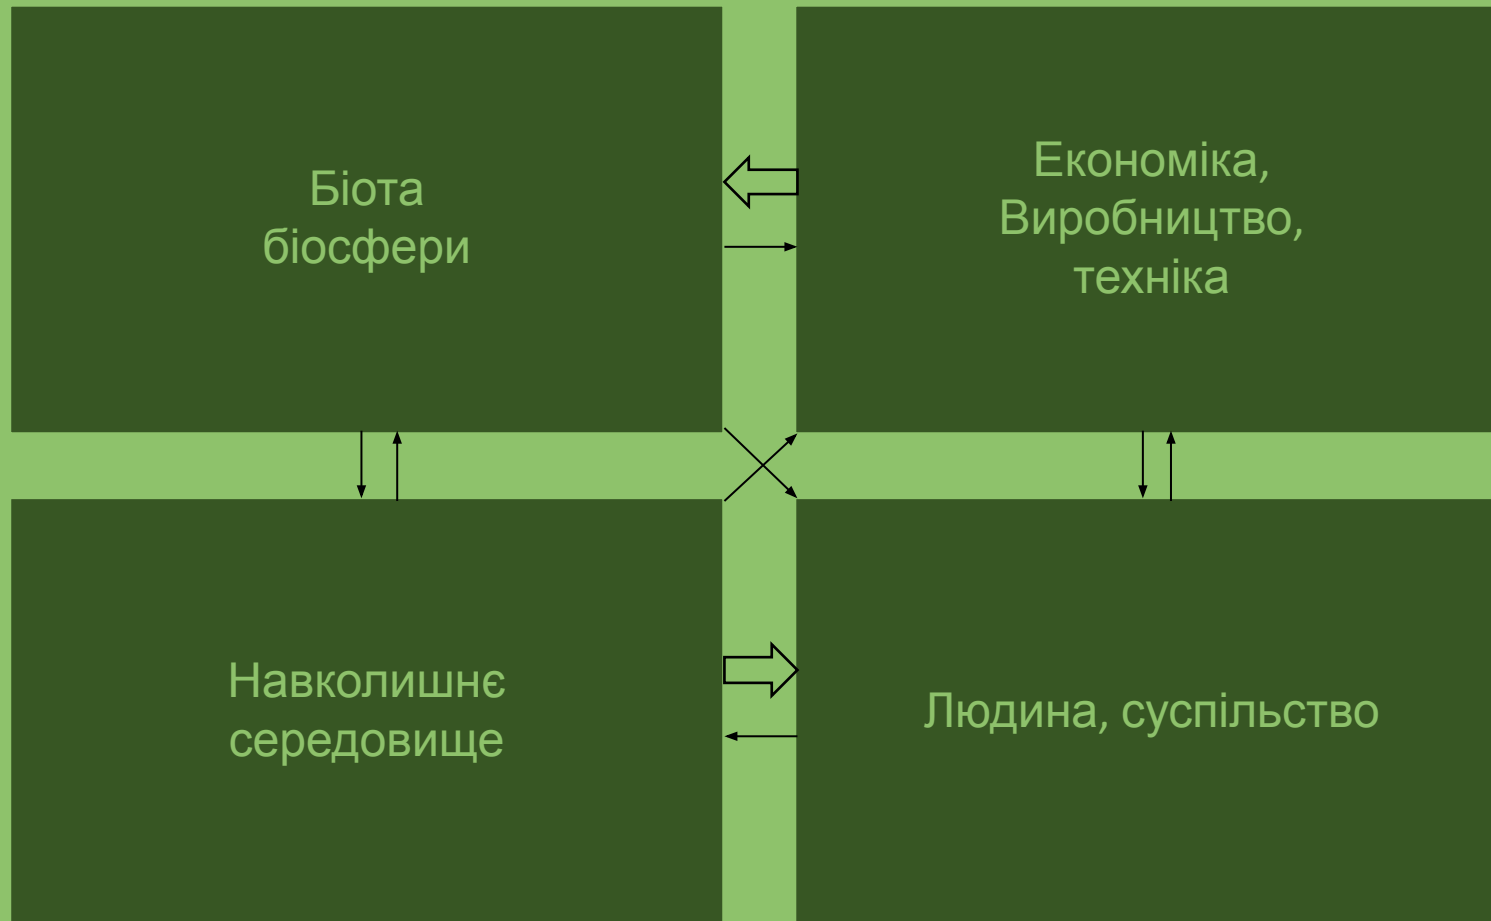 Біота
біосфери
Економіка,
Виробництво,
техніка
Навколишнє
середовище
Людина, суспільство